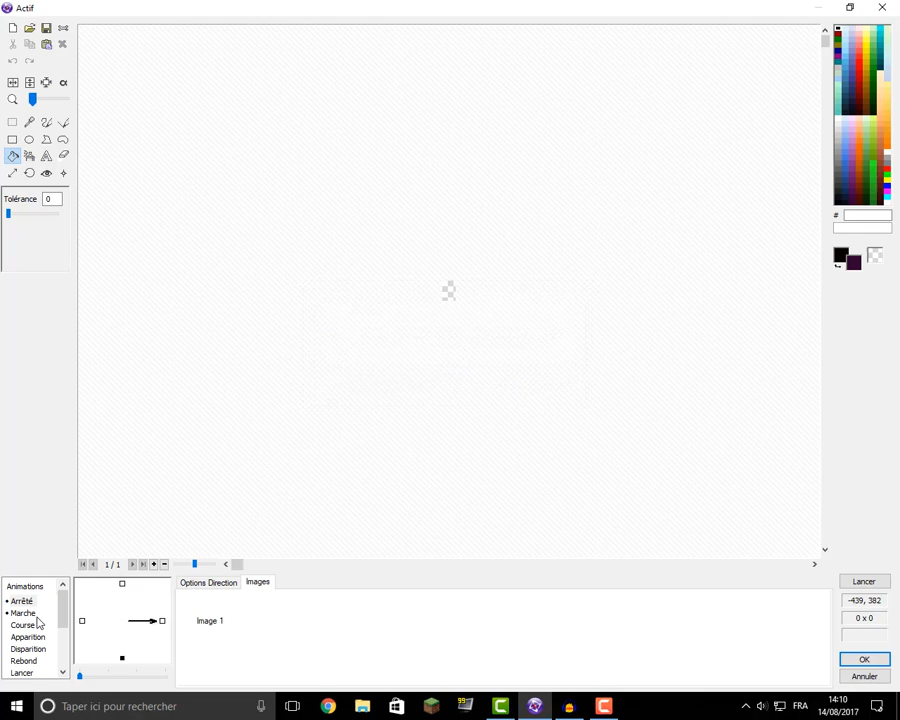 Actif
Tolérance 0
#
1 / 1
Animations
Arrêté
Marche
Course
Apparition
Disparition
Rebond
Lancer
Options Direction
Images
Image 1
Lancer
-439, 382
0 x 0
OK
Annuler
Taper ici pour rechercher
99
FRA
14:10
14/08/2017